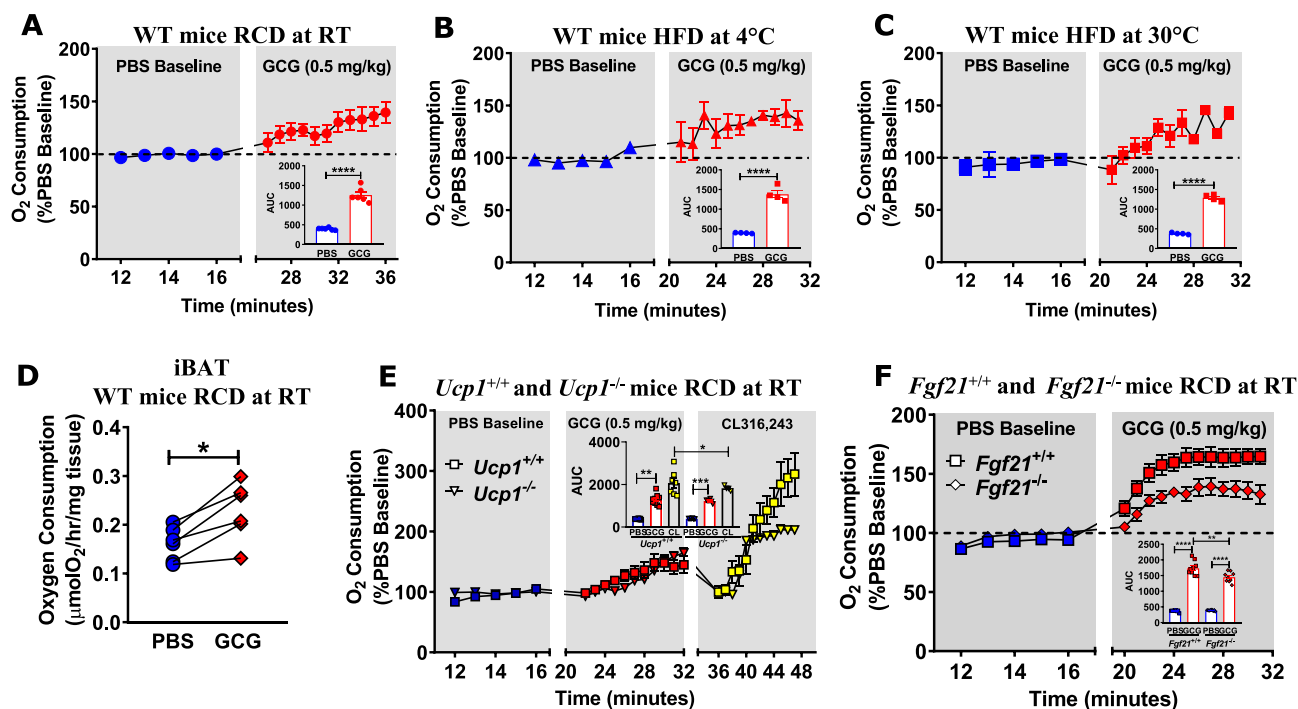 A
WT mice RCD at RT
O2 Consumption
(%PBS Baseline)
200
150
100
50
0
PBS Baseline
GCG (0.5 mg/kg)
AUC
2000
1500
1000
500
0
****
PBS
GCG
12
14
16
28
32
36
Time (minutes)
B
WT mice HFD at 4°C
O2 Consumption
(%PBS Baseline)
200
150
100
50
0
PBS Baseline
GCG (0.5 mg/kg)
AUC
2000
1500
1000
500
0
****
PBS
GCG
12
14
16
20
24
28
32
Time (minutes)
C
WT mice HFD at 30°C
O2 Consumption
(%PBS Baseline)
200
150
100
50
0
PBS Baseline
GCG (0.5 mg/kg)
AUC
2000
1500
1000
500
0
****
PBS
GCG
12
14
16
20
24
28
32
Time (minutes)
D
iBAT
WT mice RCD at RT
Oxygen Consumption
(μmolO2/hr/mg tissue)
0.4
0.3
0.2
0.1
0.0
*
PBS
GCG
E
Ucp1+/+ and Ucp1-/- mice RCD at RT
O2 Consumption
(%PBS Baseline)
400
300
200
100
0
PBS Baseline
GCG (0.5 mg/kg)
CL316,243
Ucp1+/+
Ucp1-/-
AUC
4000
2000
0
**
***
*
PBS
GCG
CL
PBS
GCG
CL
Ucp1+/+
Ucp1-/-
12
14
16
20
24
28
32
36
40
44
48
Time (minutes)
F
Fgf21+/+ and Fgf21-/- mice RCD at RT
O2 Consumption
(%PBS Baseline)
200
150
100
50
0
PBS Baseline
GCG (0.5 mg/kg)
Fgf21+/+
Fgf21-/-
AUC
2500
2000
1500
1000
500
0
****
**
****
PBS
GCG
PBS
GCG
Fgf21+/+
Fgf21-/-
12
14
16
20
24
28
32
Time (minutes)